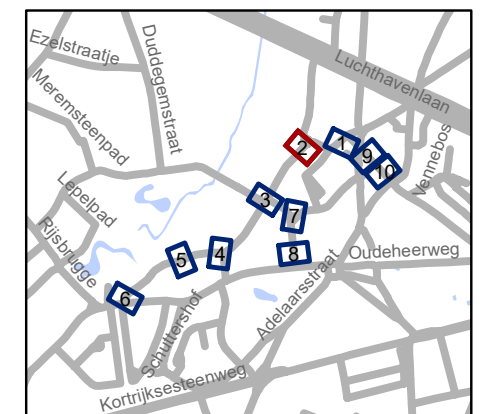 Ezelstraatje
Duddegemstraat
Luchthavenlaan
Meremsteenpad
Vennebos
2
1
9
10
Lepelpad
3
7
Rijsbrugge
5
4
8
Oudeheerweg
6
Schuttershof
Adelaarsstraat
Kortrijksesteenweg